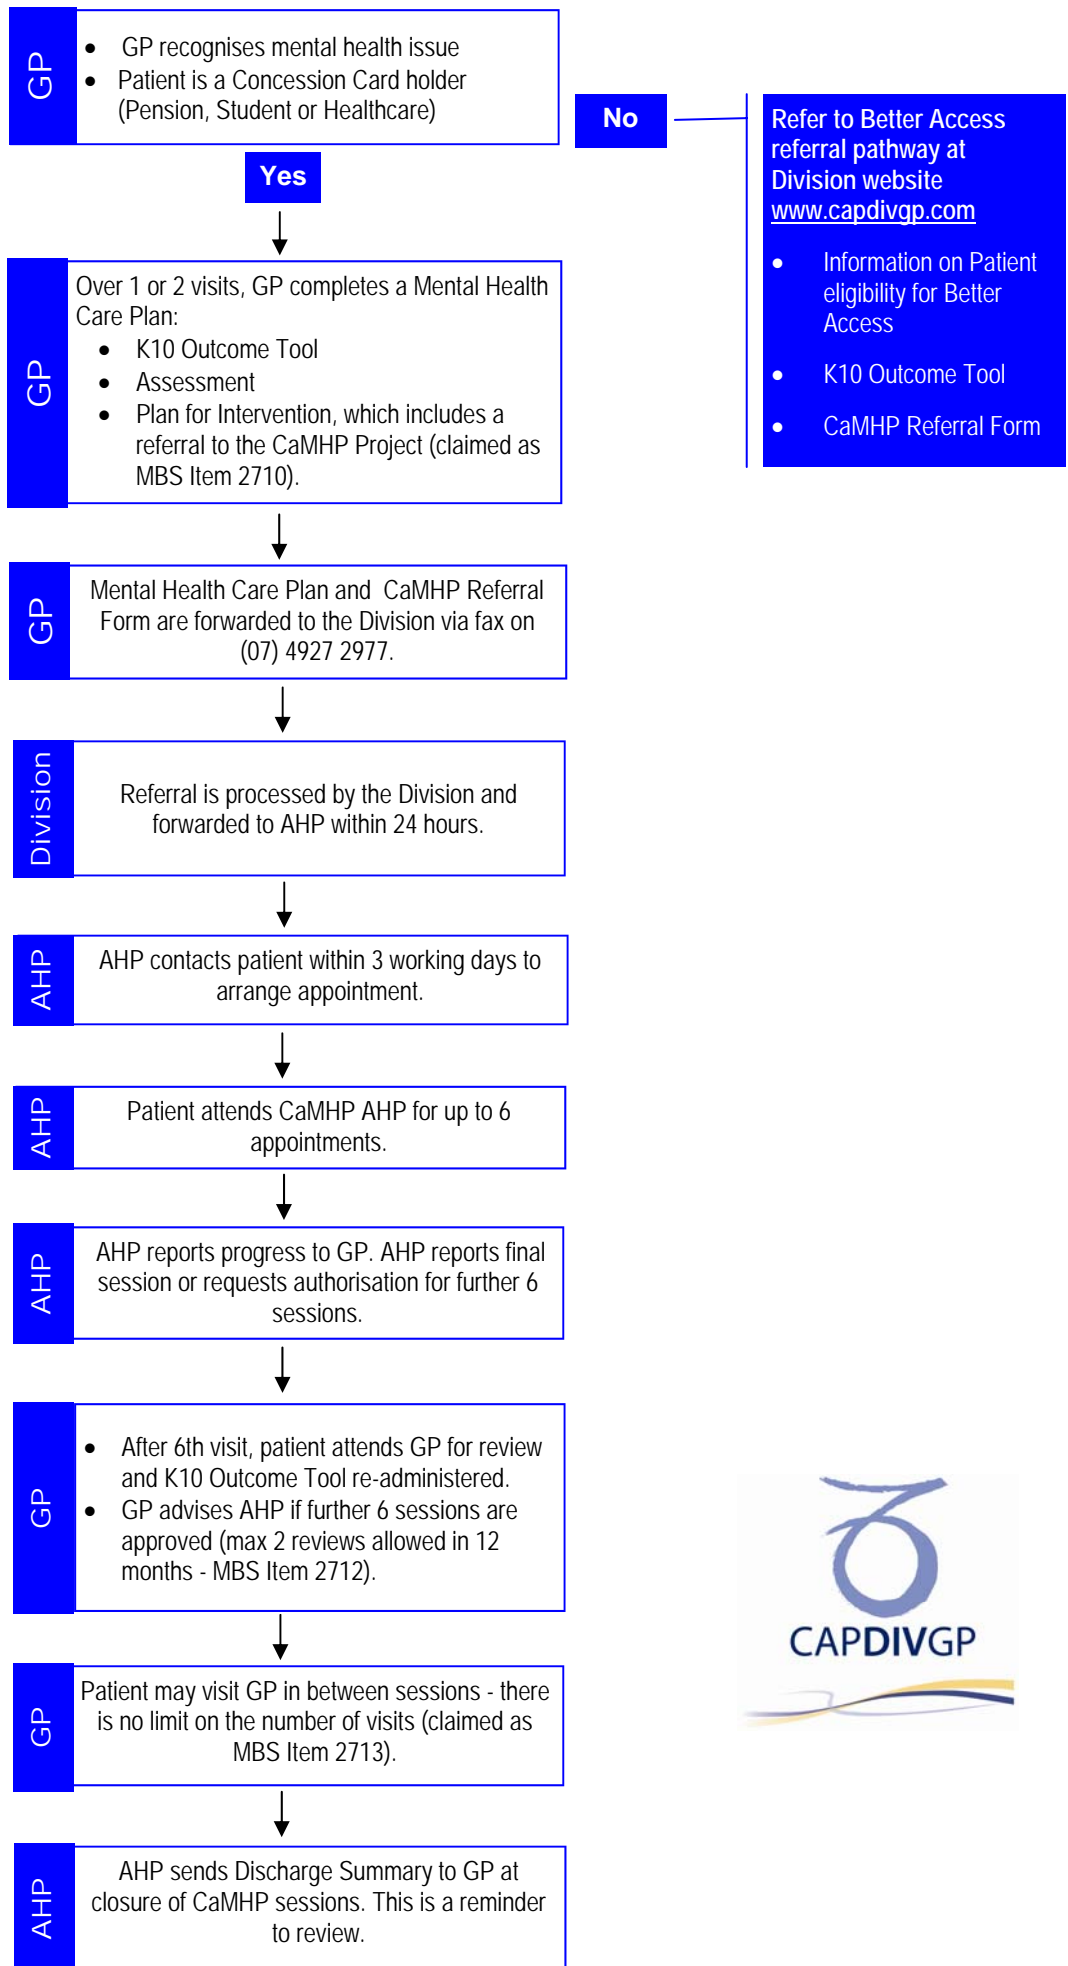 GP
• GP recognises mental health issue
• Patient is a Concession Card holder
(Pension, Student or Healthcare)
No
Refer to Better Access
referral pathway at
Division website
www.capdivgp.com
• Information on Patient
eligibility for Better
Access
• K10 Outcome Tool
• CaMHP Referral Form
Yes
GP
Over 1 or 2 visits, GP completes a Mental Health
Care Plan:
• K10 Outcome Tool
• Assessment
• Plan for Intervention, which includes a
referral to the CaMHP Project (claimed as
MBS Item 2710).
GP
Mental Health Care Plan and CaMHP Referral
Form are forwarded to the Division via fax on
(07) 4927 2977.
Division
Referral is processed by the Division and
forwarded to AHP within 24 hours.
AHP
AHP contacts patient within 3 working days to
arrange appointment.
AHP
Patient attends CaMHP AHP for up to 6
appointments.
AHP
AHP reports progress to GP. AHP reports final
session or requests authorisation for further 6
sessions.
GP
• After 6th visit, patient attends GP for review
and K10 Outcome Tool re-administered.
• GP advises AHP if further 6 sessions are
approved (max 2 reviews allowed in 12
months - MBS Item 2712).
CAPDIVGP
GP
Patient may visit GP in between sessions - there
is no limit on the number of visits (claimed as
MBS Item 2713).
AHP
AHP sends Discharge Summary to GP at
closure of CaMHP sessions. This is a reminder
to review.